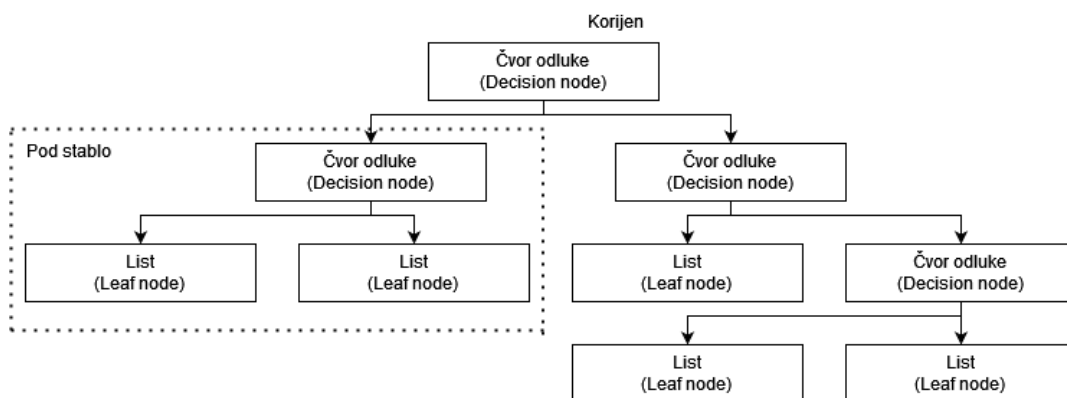 Korijen
Čvor odluke
(Decision node)
Pod stablo
Čvor odluke
(Decision node)
Čvor odluke
(Decision node)
List
(Leaf node)
List
(Leaf node)
List
(Leaf node)
Čvor odluke
(Decision node)
List
(Leaf node)
List
(Leaf node)